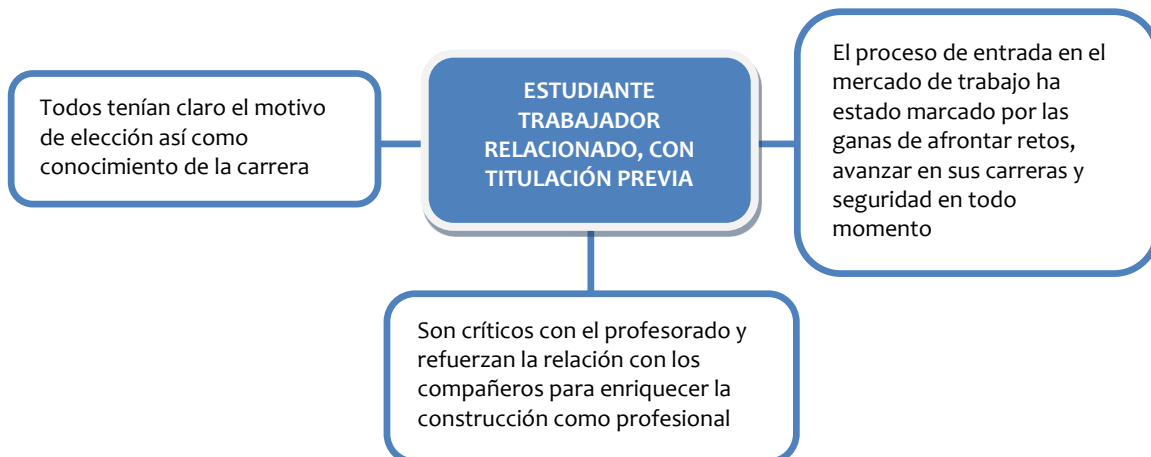 Todos tenían claro el motivo
de elección así como
conocimiento de la carrera
ESTUDIANTE
TRABAJADOR
RELACIONADO, CON
TITULACIÓN PREVIA
El proceso de entrada en el
mercado de trabajo ha
estado marcado por las
ganas de afrontar retos,
avanzar en sus carreras y
seguridad en todo
momento
Son críticos con el profesorado y
refuerzan la relación con los
compañeros para enriquecer la
construcción como profesional